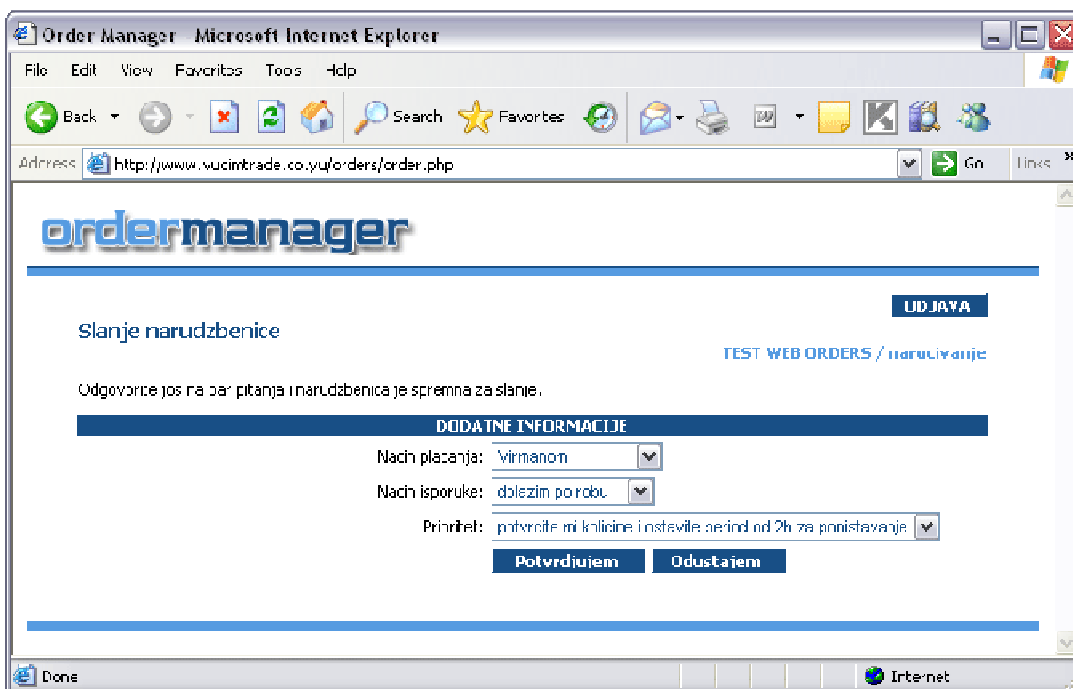 Order Manager - Microsoft Internet Explorer
File Edit View Favorites Tools Help
Back Search Favorites
Address http://www.vucimtrade.co.yu/orders/order.php Go Links
ordermanager
ODJAVA
Slanje narudzbenice
TEST WEB ORDERS / narucivanje
Odgovorite jos na par pitanja i narudzbenica je spremna za slanje.
DODATNE INFORMACIJE
Nacin placanja: Virmanom
Nacin isporuke: dolazim po robu
Prioritet: potvrdite mi kolicine i ostavite period od 2h za ponistavanje
Potvrdjujem Odustajem
Done Internet